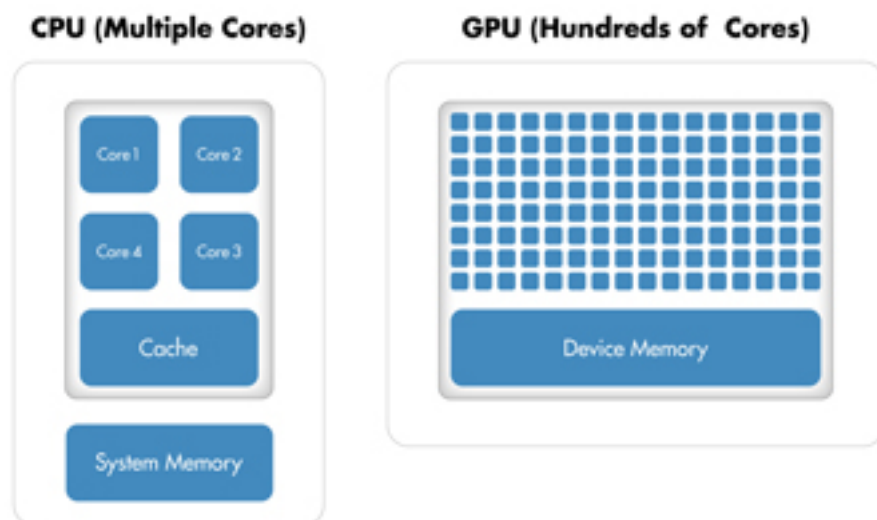 CPU (Multiple Cores)
Core 1
Core 2
Core 4
Core 3
Cache
System Memory
GPU (Hundreds of Cores)
Device Memory